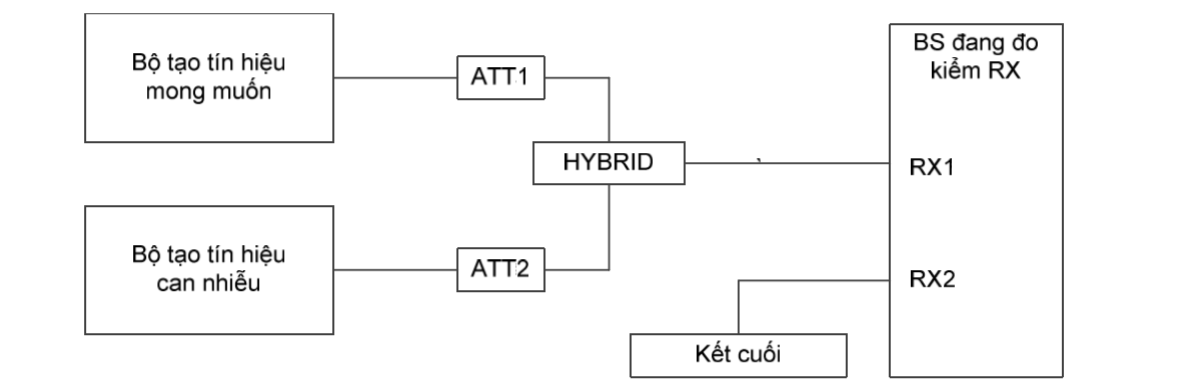 Bộ tạo tín hiệu
mong muốn
ATT1
BS đang đo
kiểm RX
HYBRID
RX1
Bộ tạo tín hiệu
can nhiễu
ATT2
RX2
Kết cuối